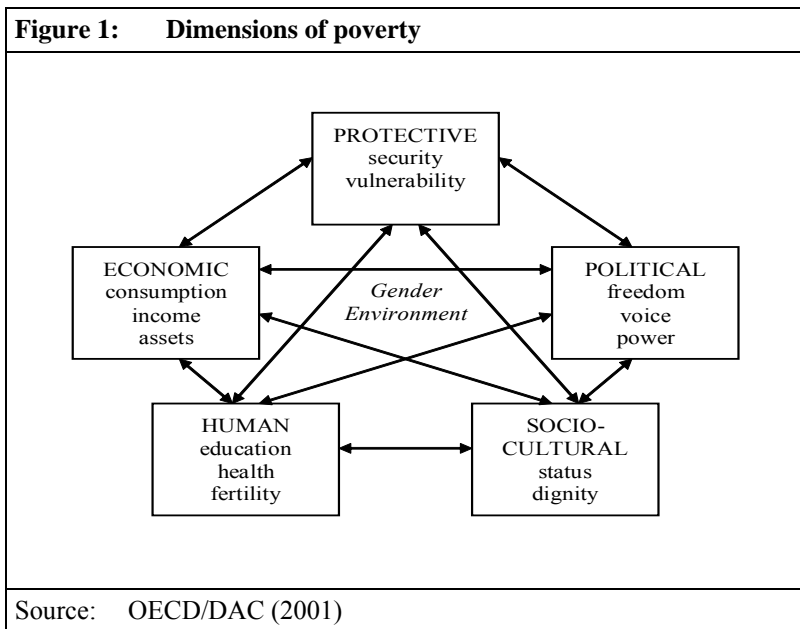 Figure 1: Dimensions of poverty
PROTECTIVE
security
vulnerability
ECONOMIC
consumption
income
assets
Gender
Environment
POLITICAL
freedom
voice
power
HUMAN
education
health
fertility
SOCIO-
CULTURAL
status
dignity
Source: OECD/DAC (2001)